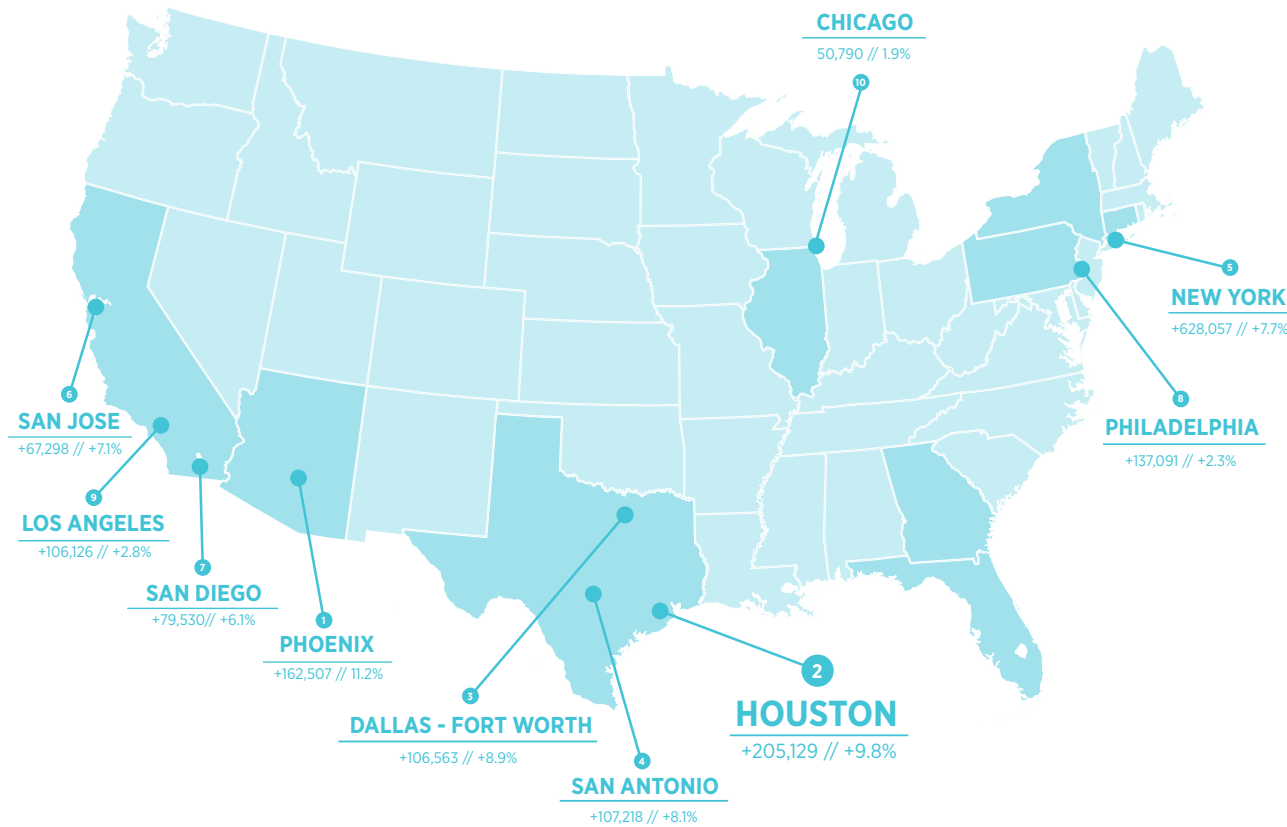 CHICAGO
50,790 // 1.9%
10
5
NEW YORK
+628,057 // +7.7%
8
PHILADELPHIA
+137,091 // +2.3%
6
SAN JOSE
+67,298 // +7.1%
9
LOS ANGELES
+106,126 // +2.8%
7
SAN DIEGO
+79,530// +6.1%
1
PHOENIX
+162,507 // 11.2%
3
DALLAS - FORT WORTH
+106,563 // +8.9%
2
HOUSTON
+205,129 // +9.8%
4
SAN ANTONIO
+107,218 // +8.1%